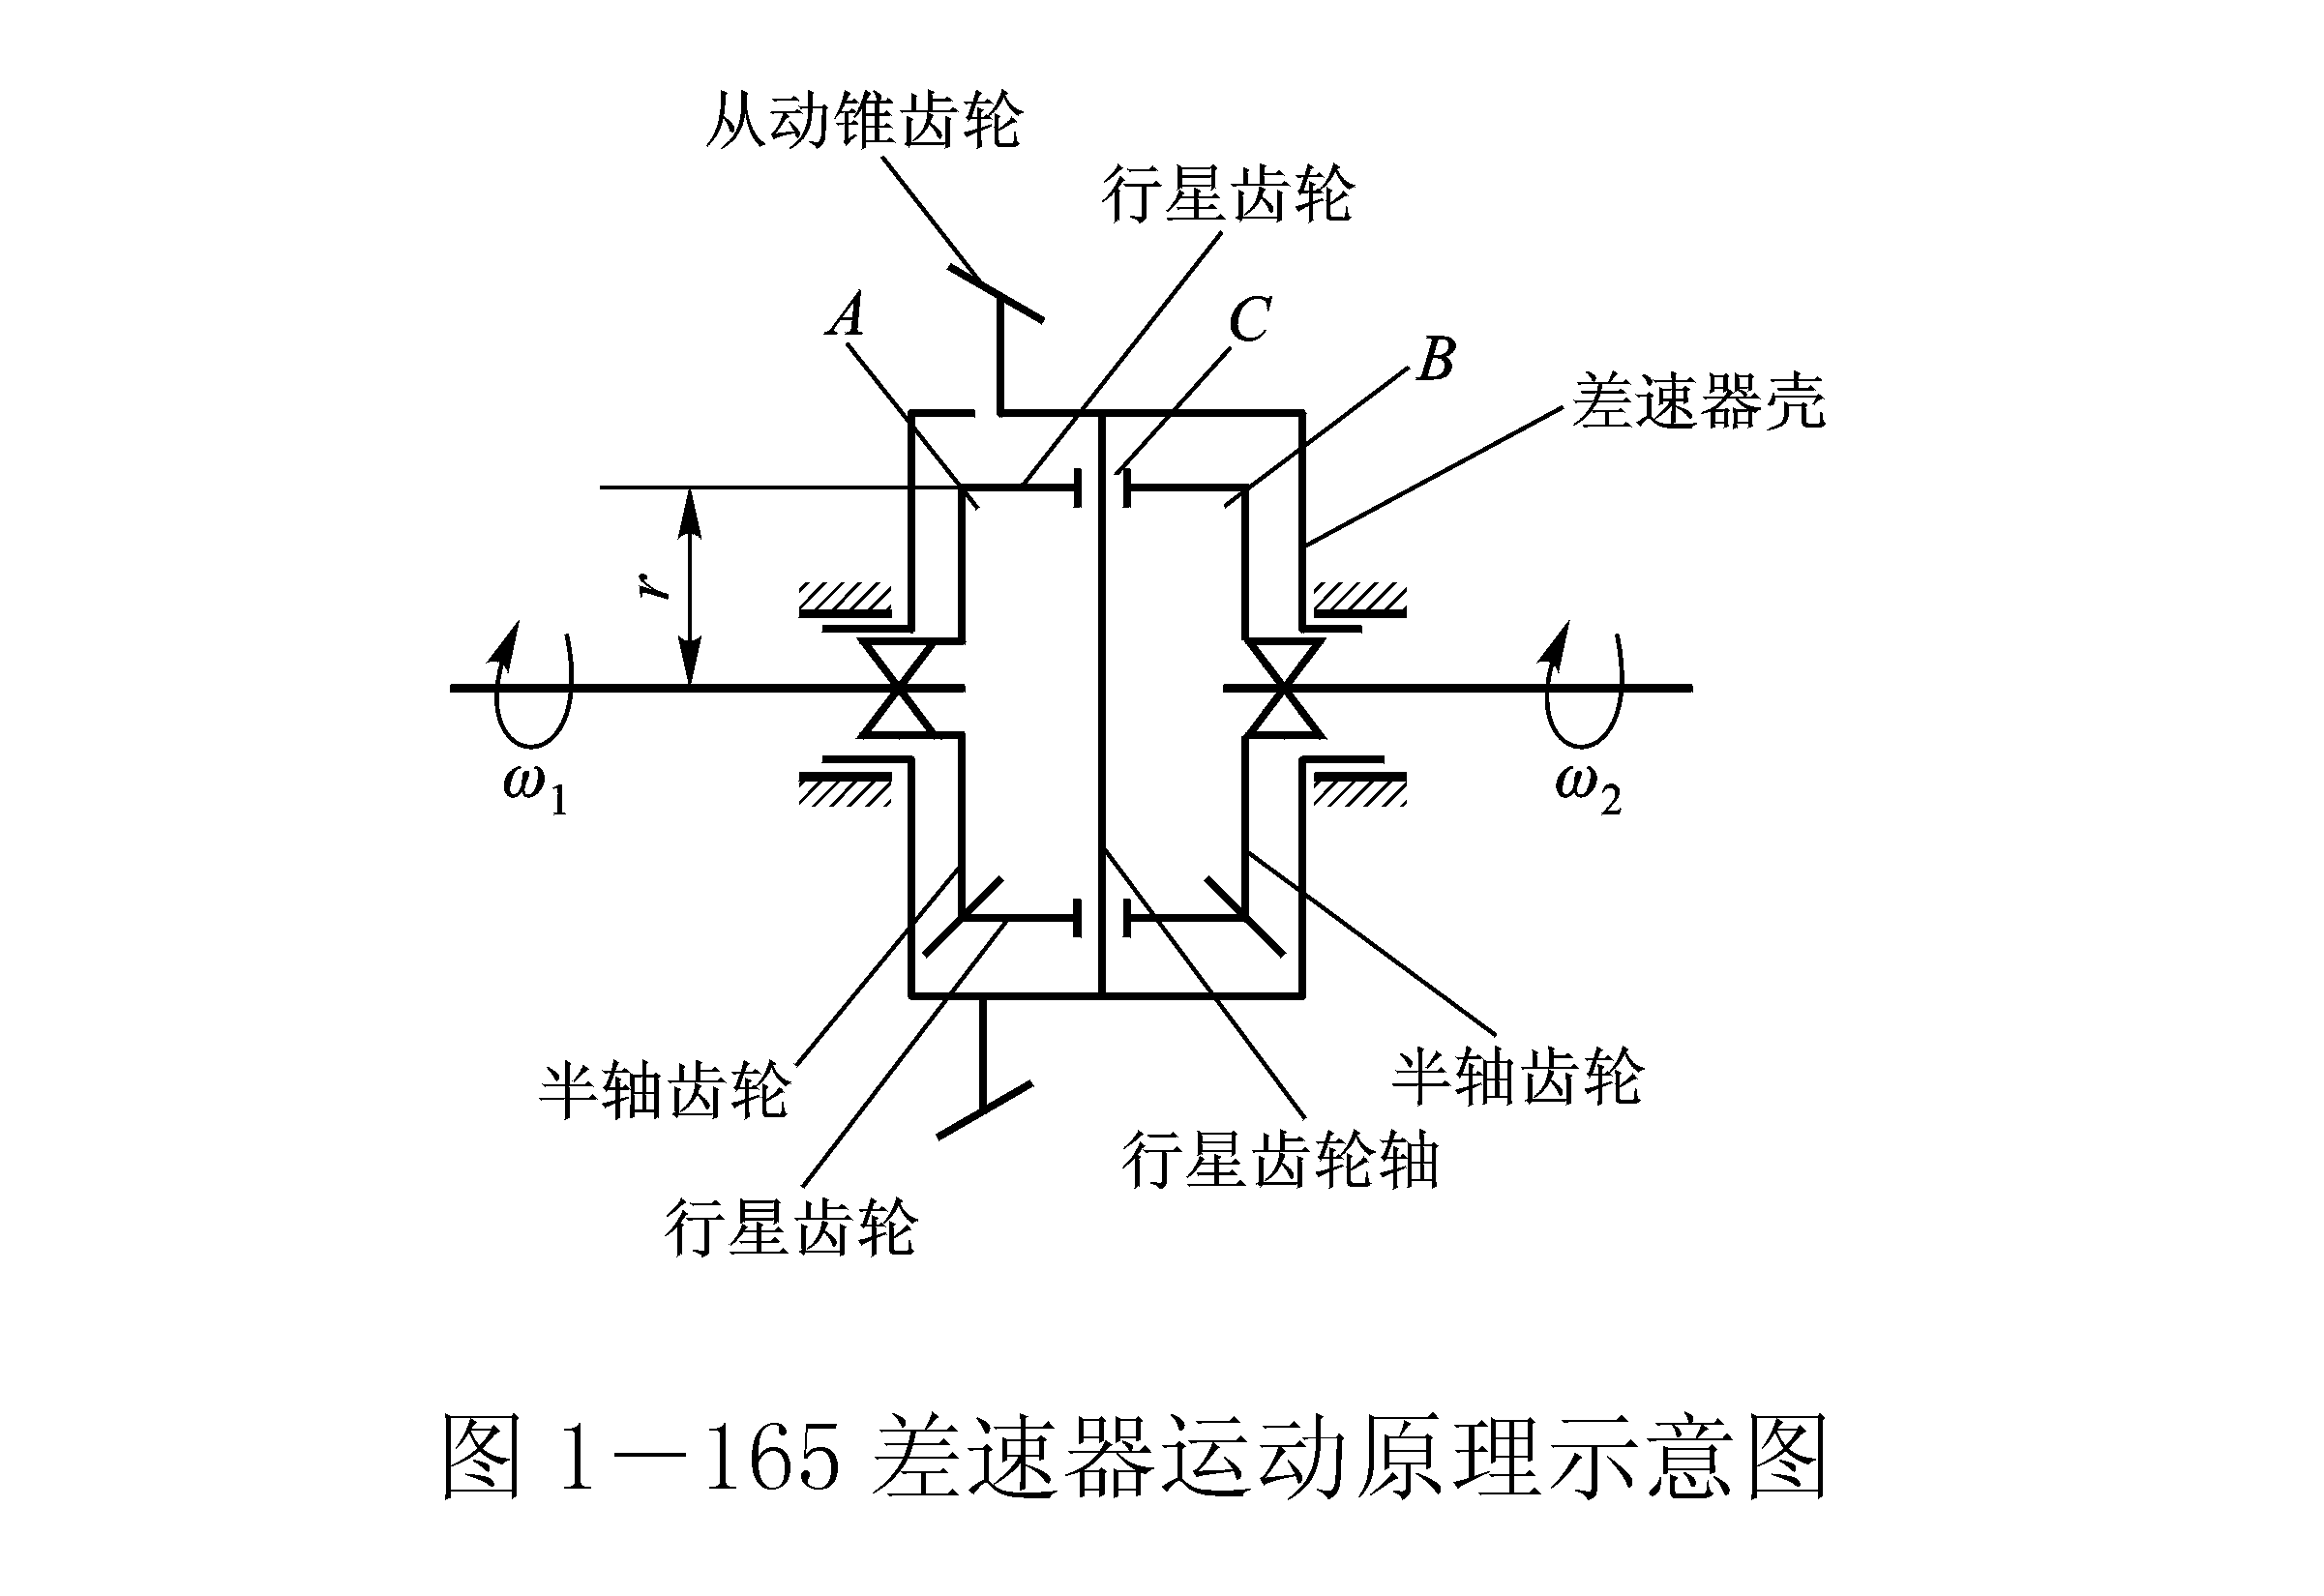 从动锥齿轮
行星齿轮
A
C
B
差速器壳
r
ω1
ω2
半轴齿轮
半轴齿轮
行星齿轮轴
行星齿轮
图 1-165 差速器运动原理示意图